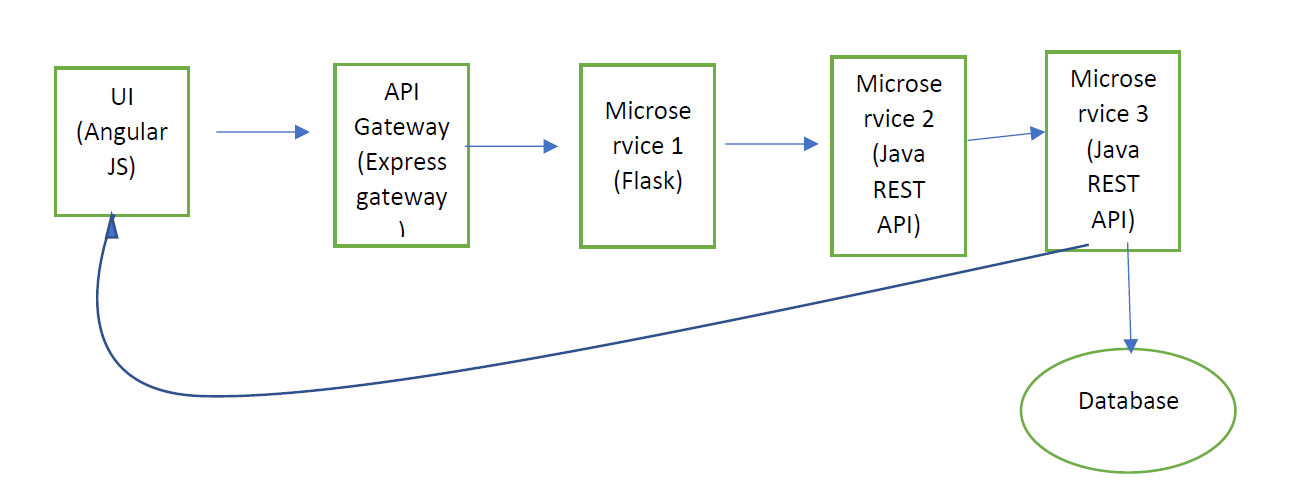 UI
(Angular
JS)
API
Gateway
(Express
gateway
)
Microse
rvice 1
(Flask)
Microse
rvice 2
(Java
REST
API)
Microse
rvice 3
(Java
REST
API)
Database